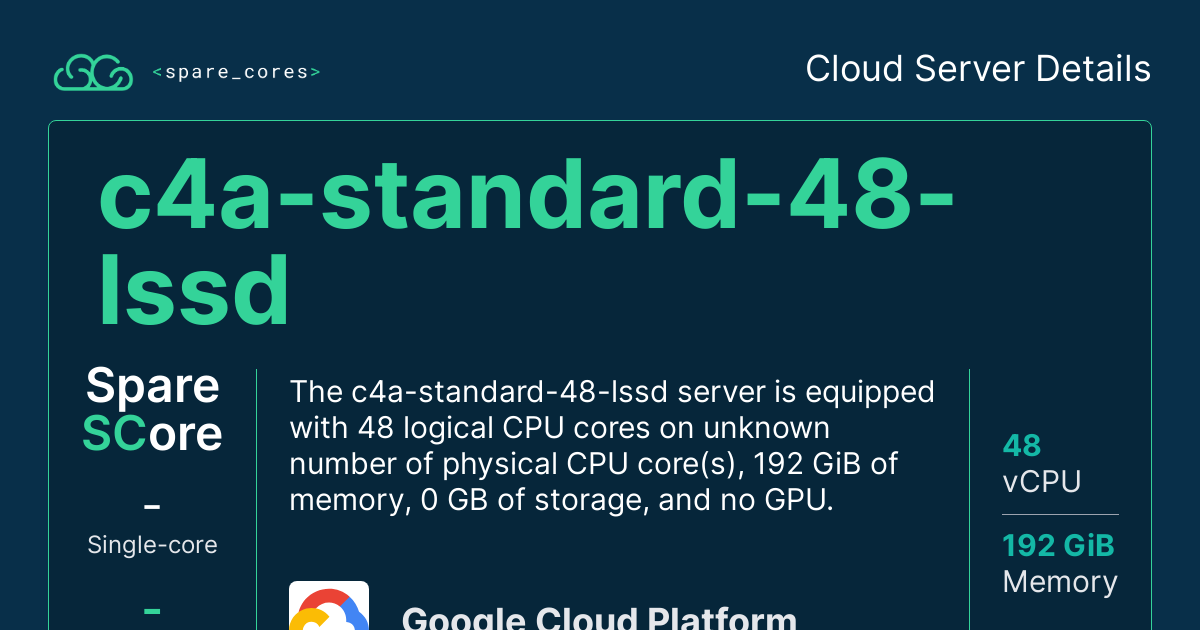 <spare_cores>
Cloud Server Details
c4a-standard-48-
lssd
Spare
SCore
-
Single-core
-
The c4a-standard-48-lssd server is equipped
with 48 logical CPU cores on unknown
number of physical CPU core(s), 192 GiB of
memory, 0 GB of storage, and no GPU.
Google Cloud Platform
48
vCPU
192 GiB
Memory